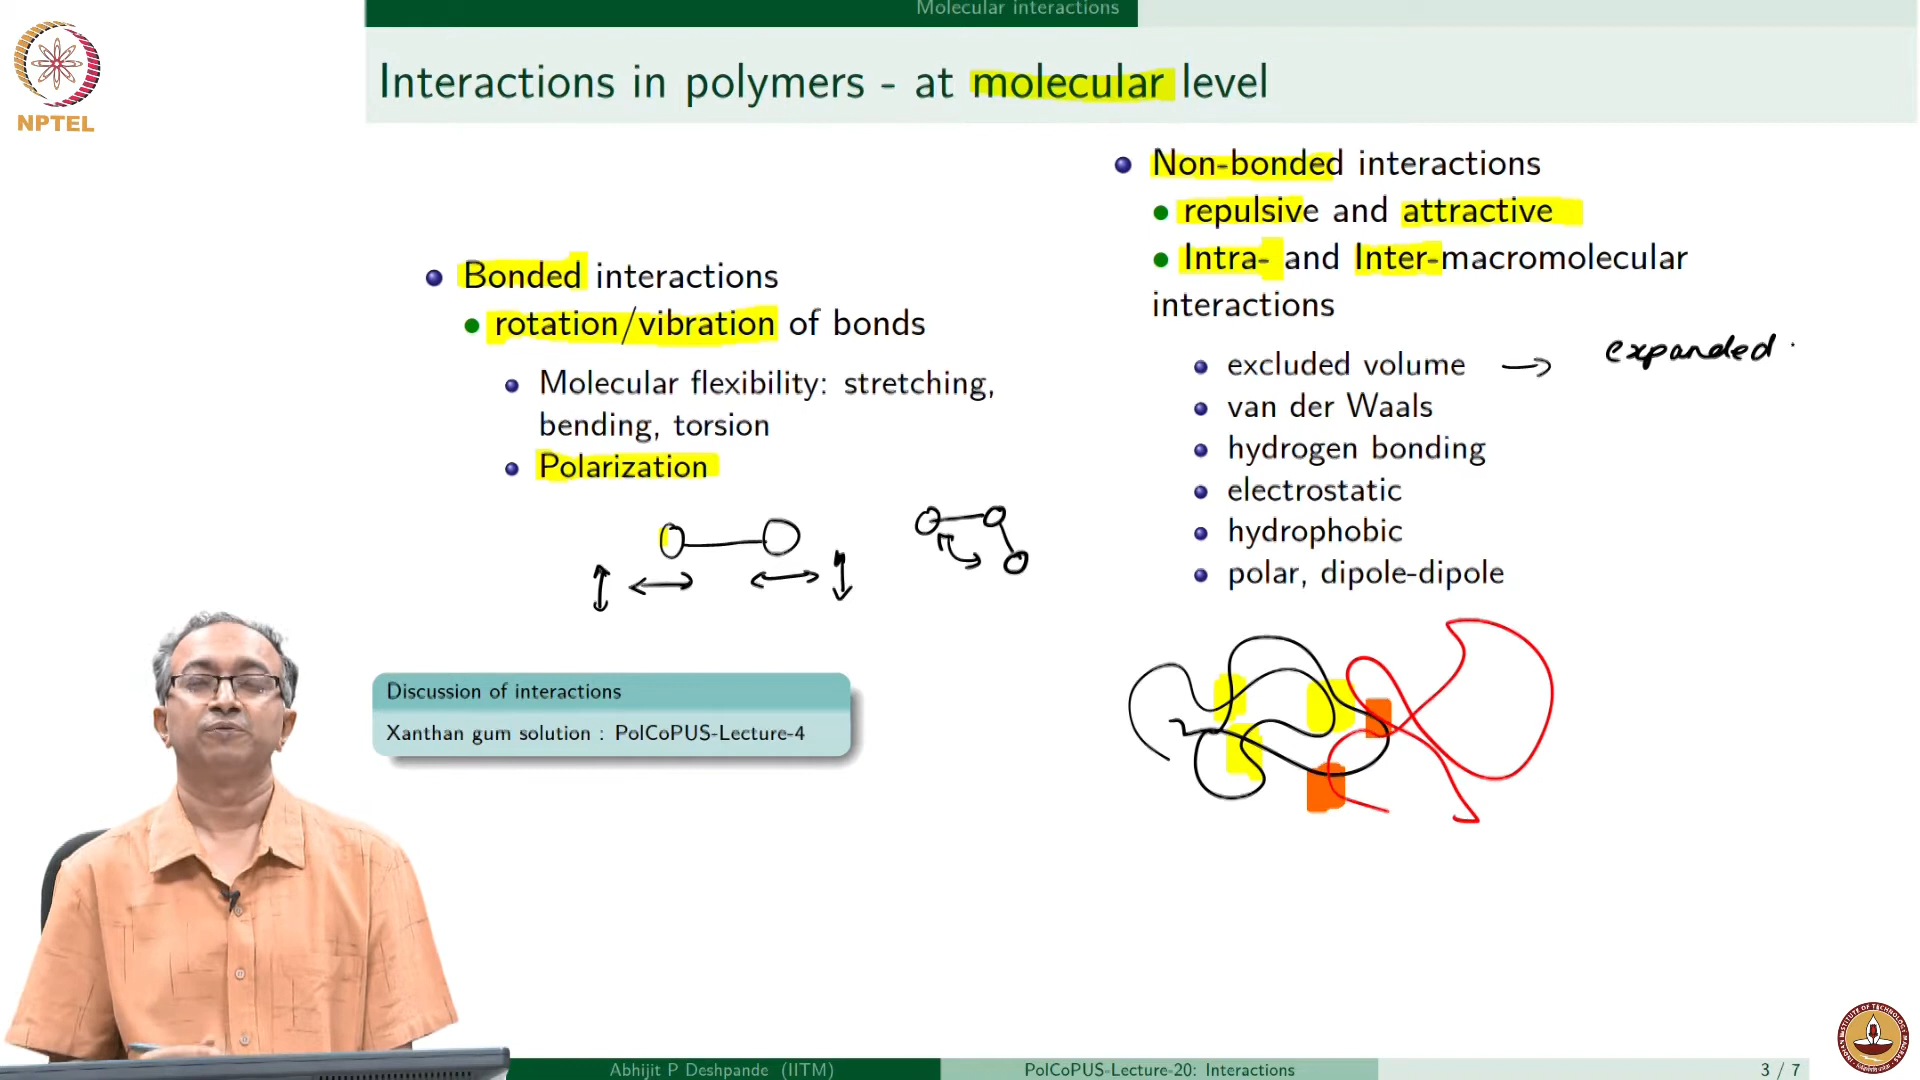 Molecular interactions
NPTEL
Interactions in polymers - at molecular level
Bonded interactions
rotation/vibration of bonds
Molecular flexibility: stretching,
bending, torsion
Polarization
Non-bonded interactions
repulsive and attractive
Intra- and Inter-macromolecular
interactions
excluded volume → expanded
van der Waals
hydrogen bonding
electrostatic
hydrophobic
polar, dipole-dipole
Discussion of interactions
Xanthan gum solution : PolCoPUS-Lecture-4
Abhijit P Deshpande (IITM)
PolCoPUS-Lecture-20: Interactions
3 / 7